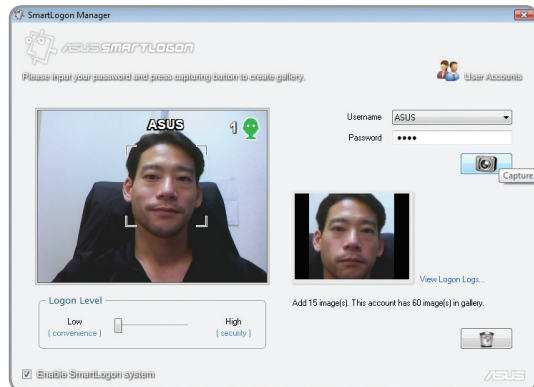 SmartLogon Manager
ASUS SMARTLOGON
Please input your password and press capturing button to create gallery.
User Accounts
ASUS
1
Username ASUS
Password ••••
Capture
View Logon Logs...
Add 15 image(s). This account has 60 image(s) in gallery.
Logon Level
Low High
( convenience ) ( security )
Enable SmartLogon system
ASUS